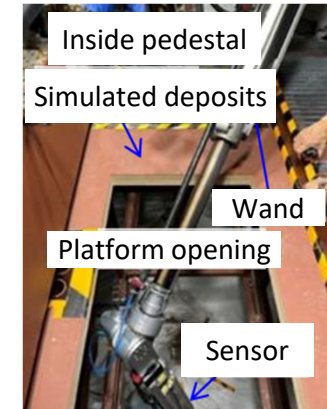 Inside pedestal
Simulated deposits
Wand
Platform opening
Sensor